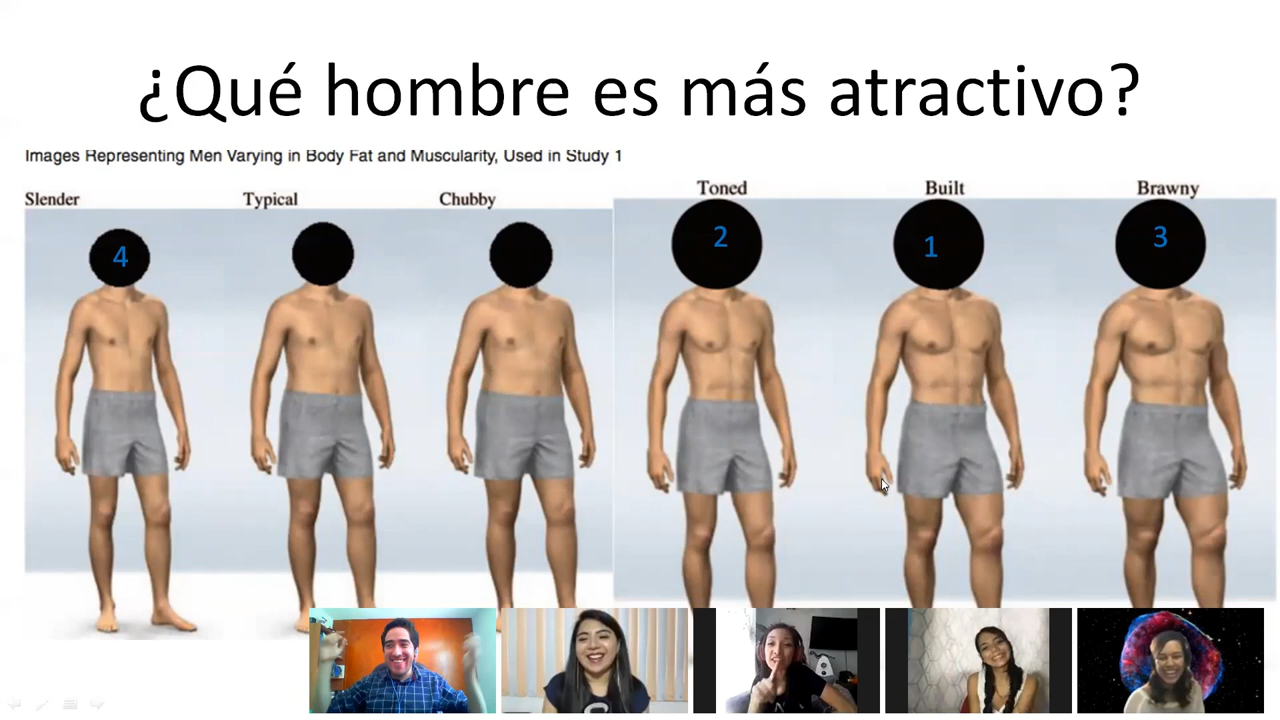 ¿Qué hombre es más atractivo?
Images Representing Men Varying in Body Fat and Muscularity, Used in Study 1
Slender Typical Chubby Toned Built Brawny
4 2 1 3